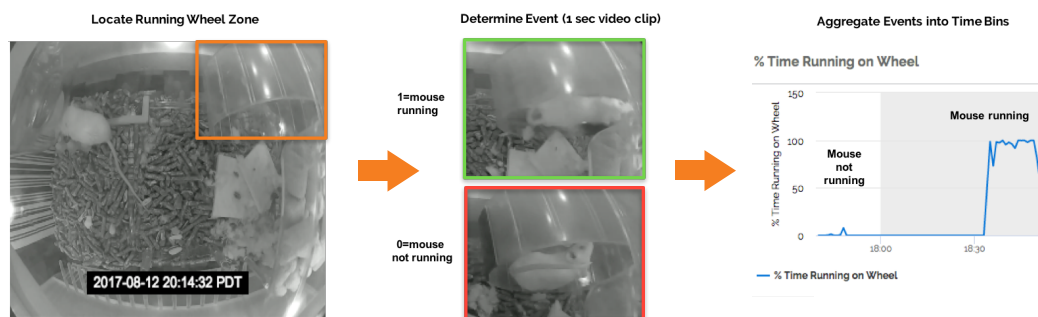 Locate Running Wheel Zone
2017-08-12 20:14:32 PDT
Determine Event (1 sec video clip)
1=mouse
running
0=mouse
not running
Aggregate Events into Time Bins
% Time Running on Wheel
% Time Running on Wheel
150
100
50
0
Mouse
not
running
Mouse running
18:00
18:30
% Time Running on Wheel